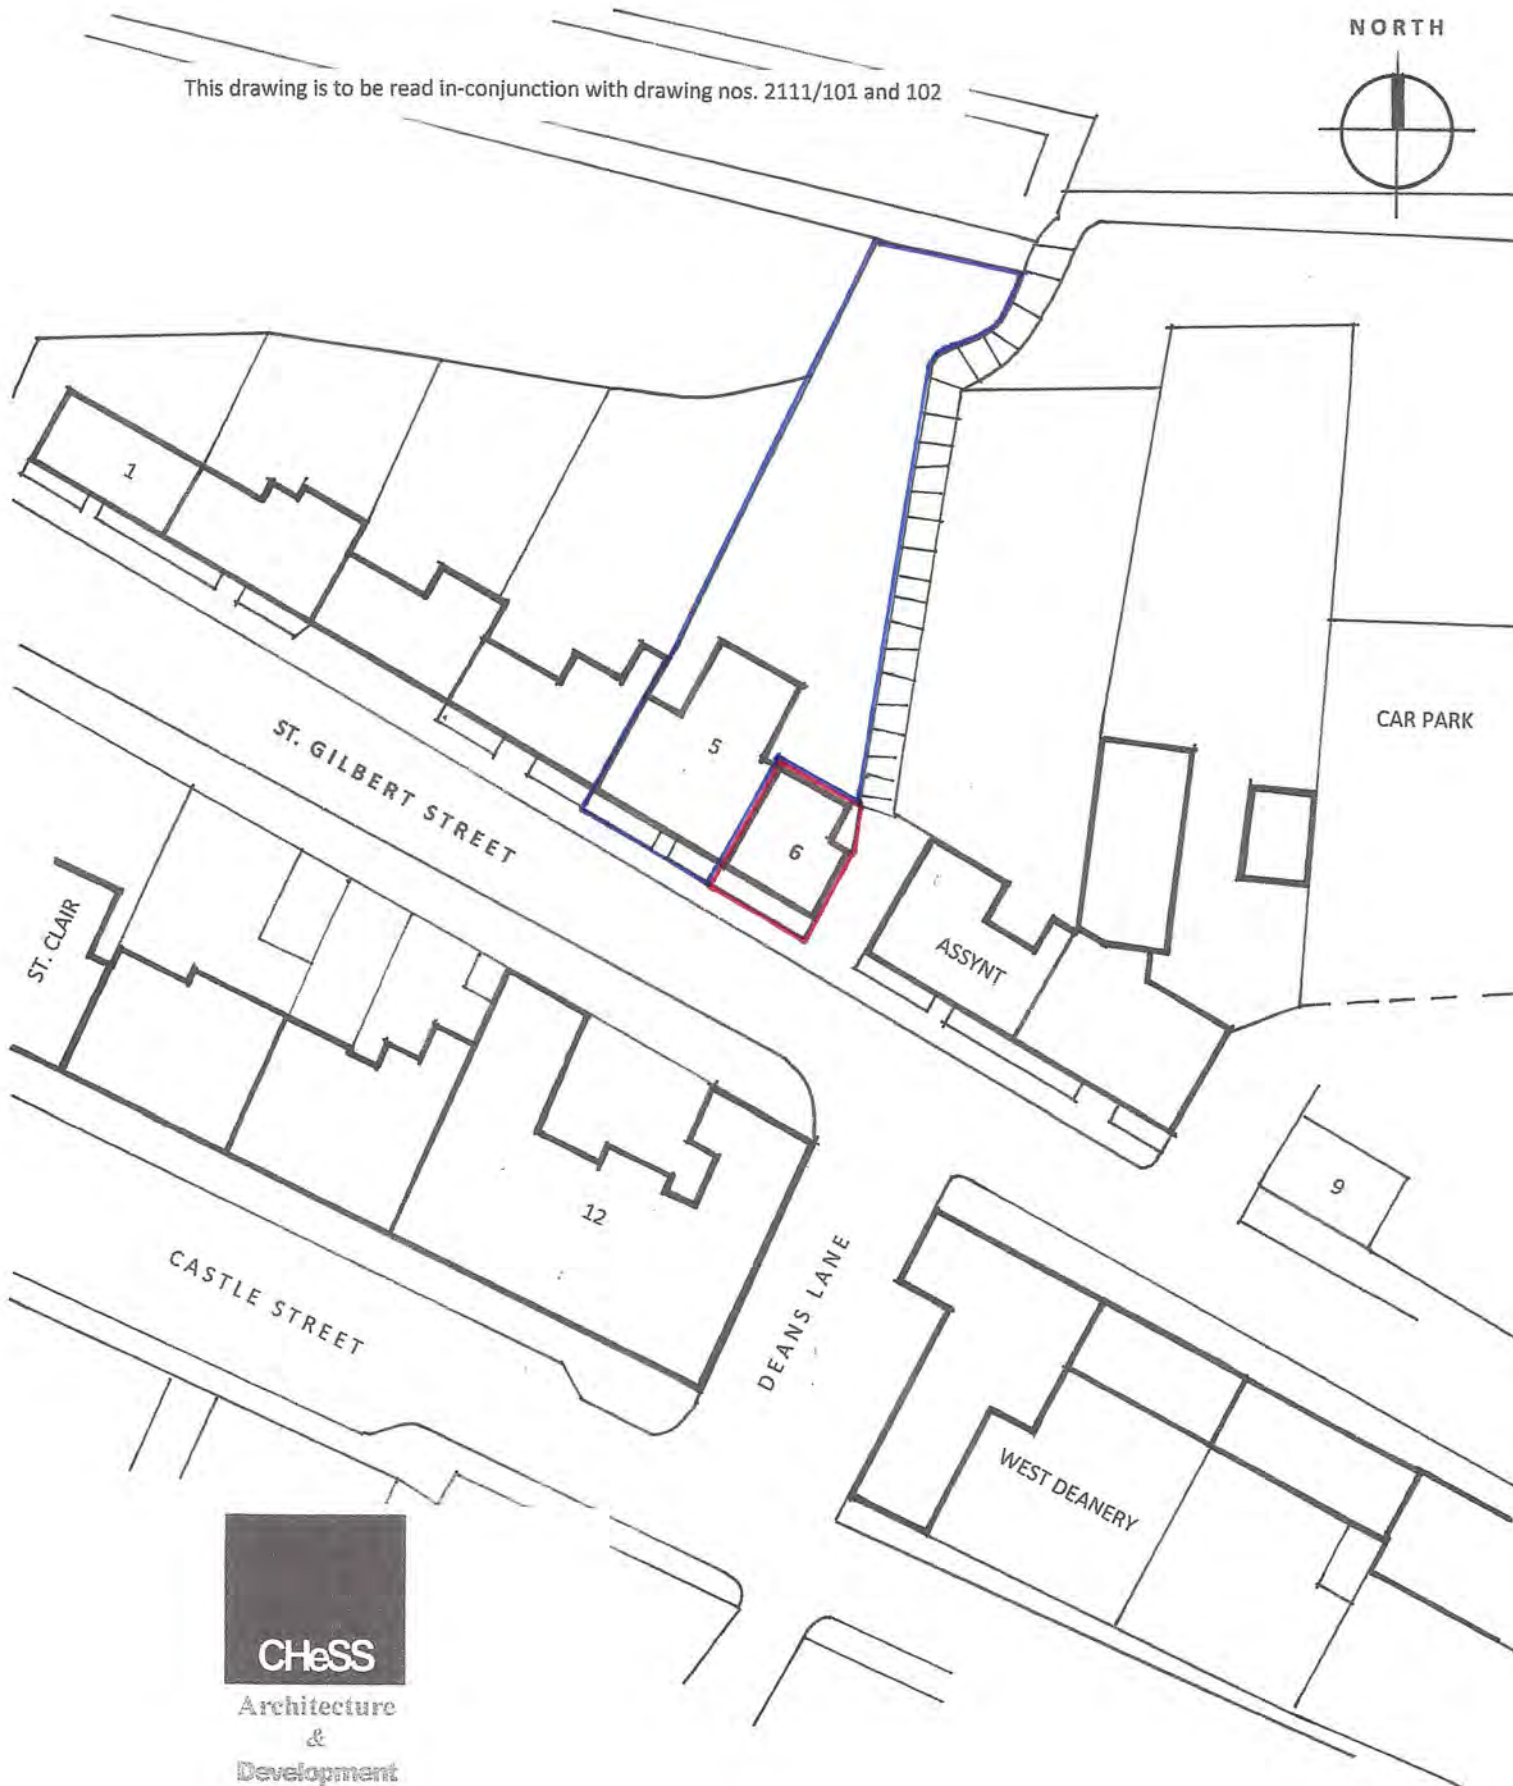 NORTH
This drawing is to be read in-conjunction with drawing nos. 2111/101 and 102
1
ST. GILBERT STREET
5
6
CAR PARK
ST. CLAIR
ASSYNT
12
9
CASTLE STREET
DEANS LANE
WEST DEANERY
CHeSS
Architecture
&
Development